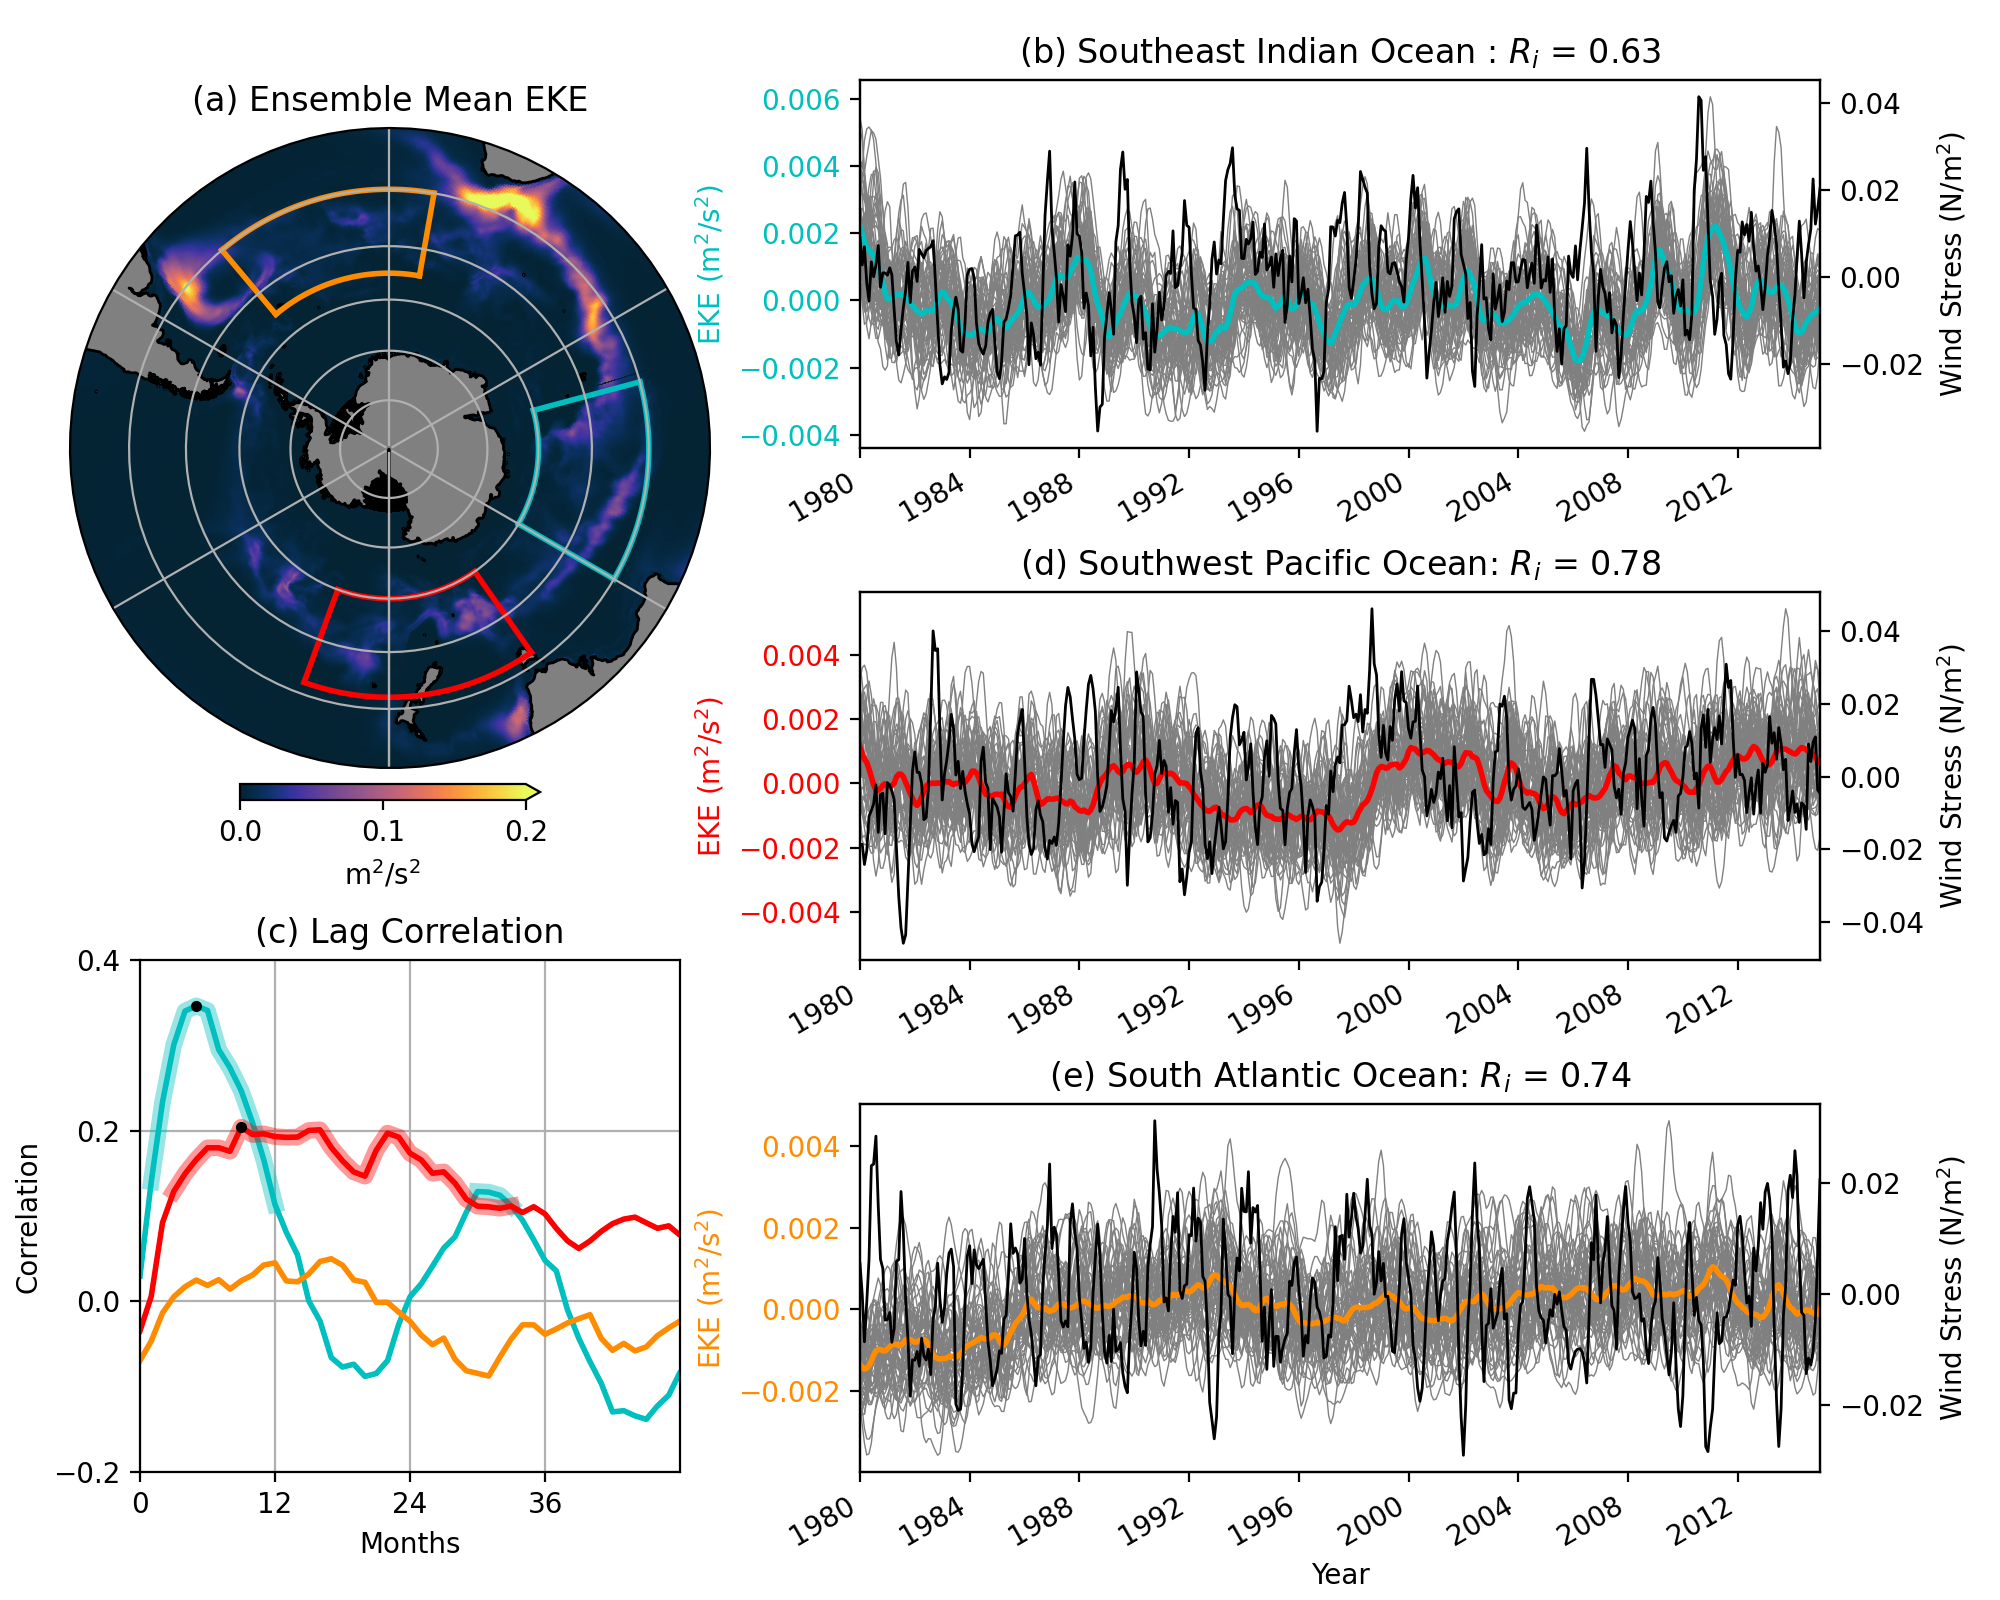 (a) Ensemble Mean EKE
0.0 0.1 0.2
m²/s²
(b) Southeast Indian Ocean : Rᵢ = 0.63
EKE (m²/s²)
0.006
0.004
0.002
0.000
−0.002
−0.004
Wind Stress (N/m²)
0.04
0.02
0.00
−0.02
1980 1984 1988 1992 1996 2000 2004 2008 2012
(c) Lag Correlation
Correlation
0.4
0.2
0.0
−0.2
0 12 24 36
Months
(d) Southwest Pacific Ocean: Rᵢ = 0.78
EKE (m²/s²)
0.004
0.002
0.000
−0.002
−0.004
Wind Stress (N/m²)
0.04
0.02
0.00
−0.02
−0.04
1980 1984 1988 1992 1996 2000 2004 2008 2012
(e) South Atlantic Ocean: Rᵢ = 0.74
EKE (m²/s²)
0.004
0.002
0.000
−0.002
Wind Stress (N/m²)
0.02
0.00
−0.02
1980 1984 1988 1992 1996 2000 2004 2008 2012
Year